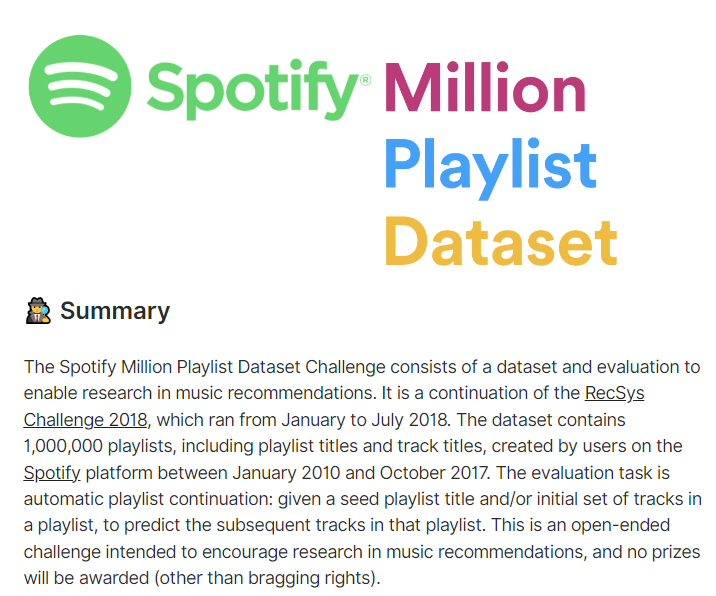 Spotify® Million
Playlist
Dataset
Summary
The Spotify Million Playlist Dataset Challenge consists of a dataset and evaluation to
enable research in music recommendations. It is a continuation of the RecSys
Challenge 2018, which ran from January to July 2018. The dataset contains
1,000,000 playlists, including playlist titles and track titles, created by users on the
Spotify platform between January 2010 and October 2017. The evaluation task is
automatic playlist continuation: given a seed playlist title and/or initial set of tracks in
a playlist, to predict the subsequent tracks in that playlist. This is an open-ended
challenge intended to encourage research in music recommendations, and no prizes
will be awarded (other than bragging rights).